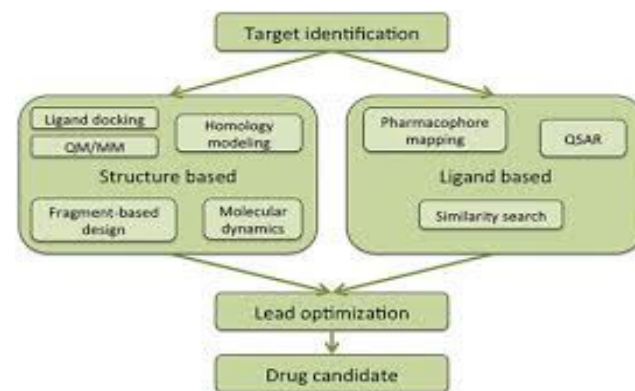 Target identification
Ligand docking
QM/MM
Homology
modeling
Structure based
Fragment-based
design
Molecular
dynamics
Pharmacophore
mapping
QSAR
Ligand based
Similarity search
Lead optimization
Drug candidate